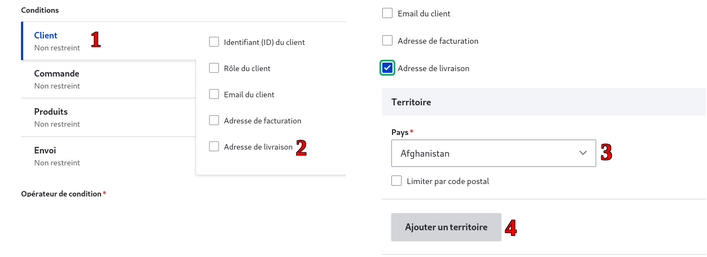 Conditions
Client
Non restreint
1
Commande
Non restreint
Produits
Non restreint
Envoi
Non restreint
Opérateur de condition*
Identifiant (ID) du client
Rôle du client
Email du client
Adresse de facturation
Adresse de livraison 2
Email du client
Adresse de facturation
Adresse de livraison
Territoire
Pays*
Afghanistan 3
Limiter par code postal
Ajouter un territoire 4